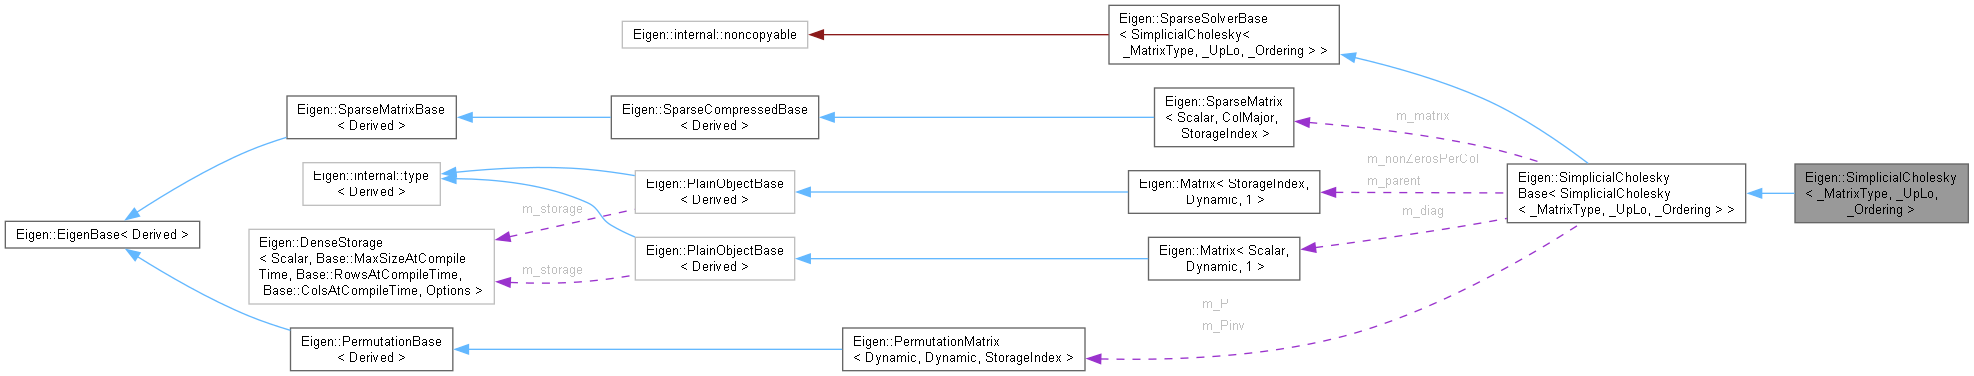 Eigen::internal::noncopyable
Eigen::SparseSolverBase
< SimplicialCholesky<
_MatrixType, _UpLo, _Ordering > >
Eigen::SparseMatrixBase
< Derived >
Eigen::SparseCompressedBase
< Derived >
Eigen::SparseMatrix
< Scalar, ColMajor,
StorageIndex >
m_matrix
Eigen::internal::type
< Derived >
Eigen::PlainObjectBase
< Derived >
Eigen::Matrix< StorageIndex,
Dynamic, 1 >
m_nonZerosPerCol
m_parent
Eigen::SimplicialCholesky
Base< SimplicialCholesky
< _MatrixType, _UpLo, _Ordering > >
Eigen::SimplicialCholesky
< _MatrixType, _UpLo,
_Ordering >
m_storage
m_diag
Eigen::EigenBase< Derived >
Eigen::DenseStorage
< Scalar, Base::MaxSizeAtCompile
Time, Base::RowsAtCompileTime,
Base::ColsAtCompileTime, Options >
m_storage
Eigen::PlainObjectBase
< Derived >
Eigen::Matrix< Scalar,
Dynamic, 1 >
m_P
m_Pinv
Eigen::PermutationBase
< Derived >
Eigen::PermutationMatrix
< Dynamic, Dynamic, StorageIndex >